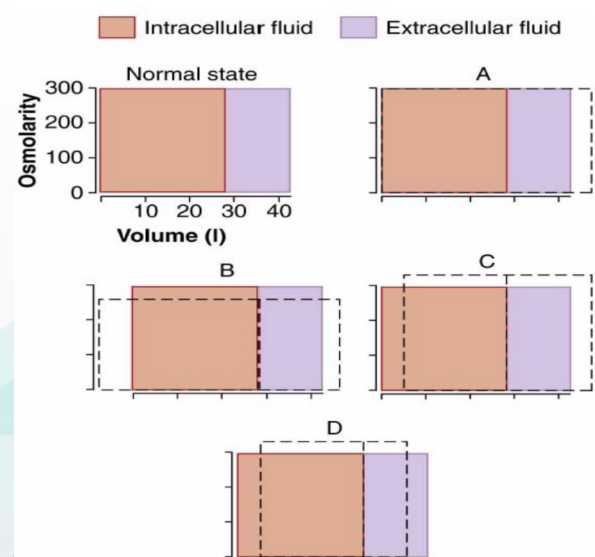 Intracellular fluid Extracellular fluid
Normal state
A
300
200
100
0
Osmolarity
10 20 30 40
Volume (l)
B
C
D